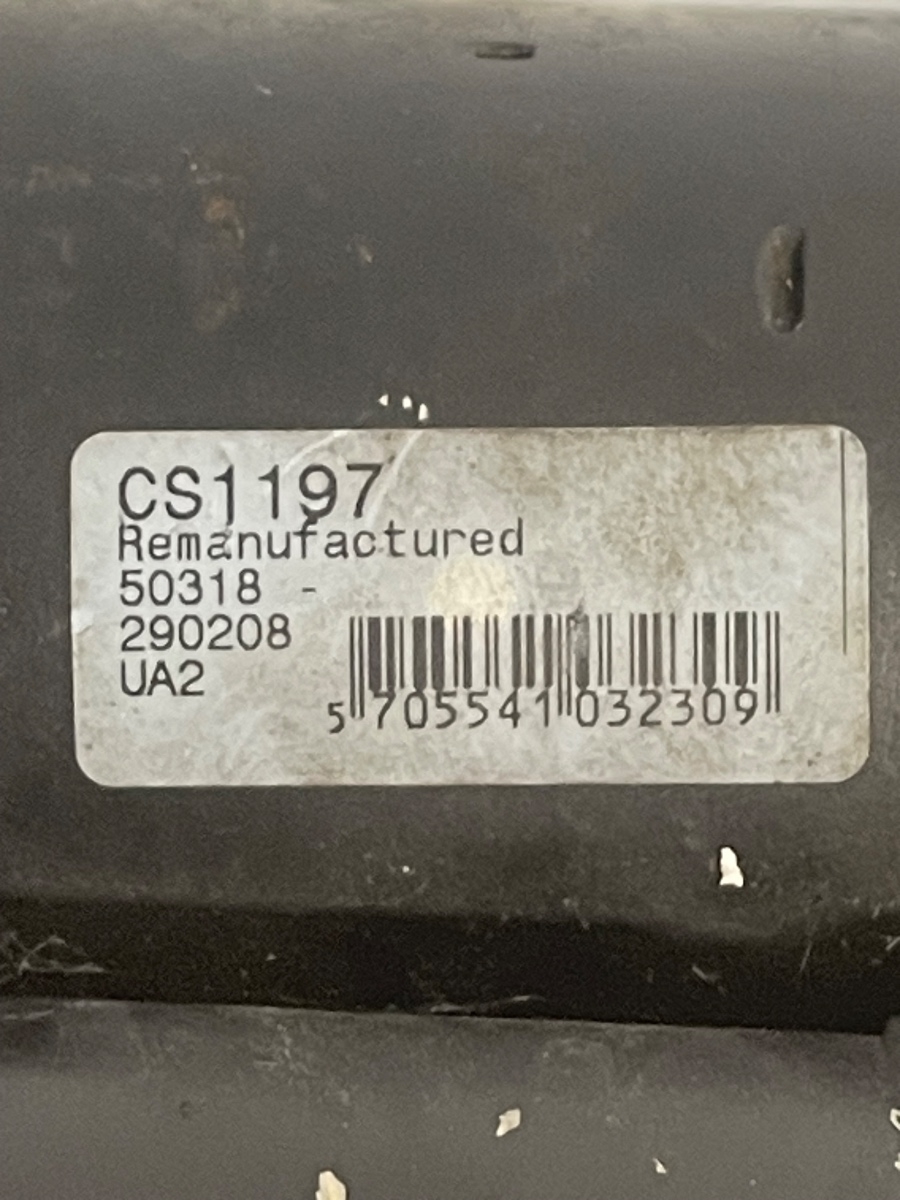 CS1197
Remanufactured
50318 -
290208
UA2
5 705541 032309